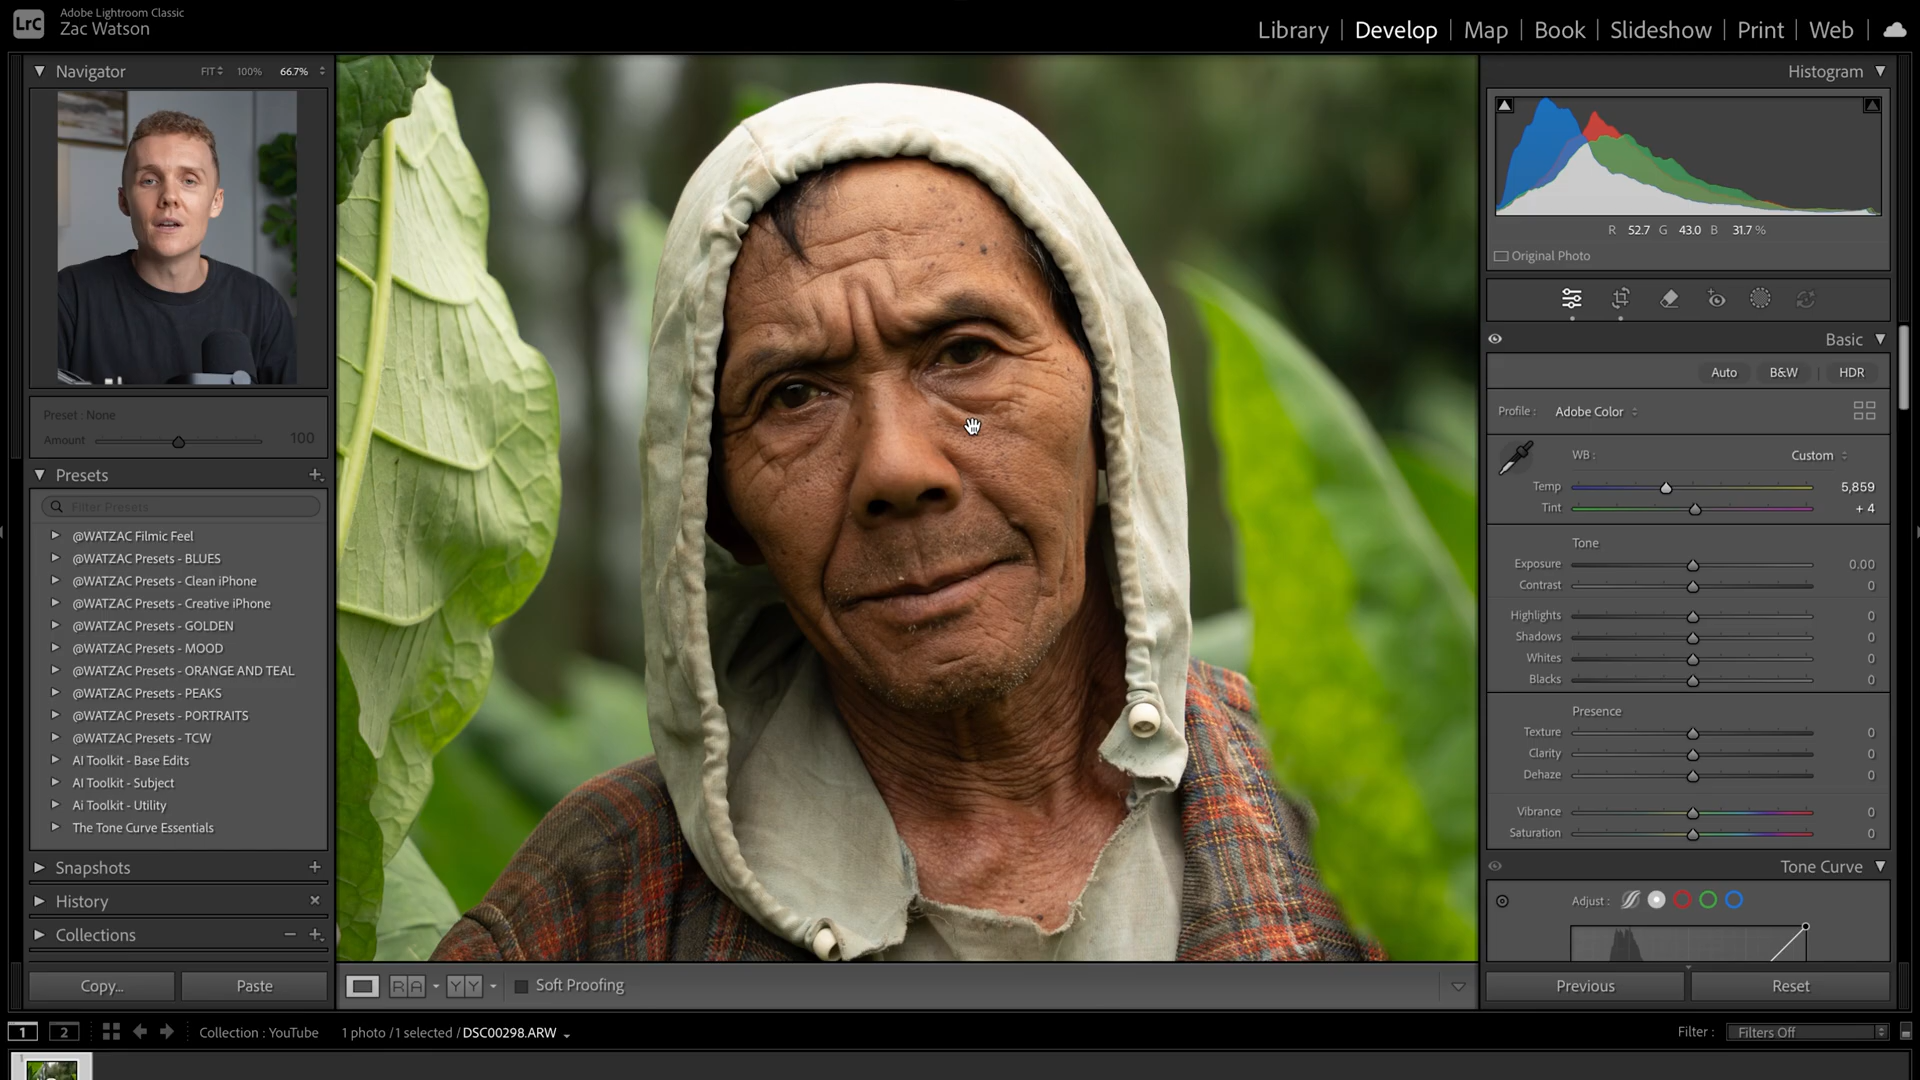 LrC
Adobe Lightroom Classic
Zac Watson
Library | Develop | Map | Book | Slideshow | Print | Web
Navigator FIT 100% 66.7%
Preset : None
Amount 100
Presets
Filter Presets
@WATZAC Filmic Feel
@WATZAC Presets - BLUES
@WATZAC Presets - Clean iPhone
@WATZAC Presets - Creative iPhone
@WATZAC Presets - GOLDEN
@WATZAC Presets - MOOD
@WATZAC Presets - ORANGE AND TEAL
@WATZAC Presets - PEAKS
@WATZAC Presets - PORTRAITS
@WATZAC Presets - TCW
AI Toolkit - Base Edits
AI Toolkit - Subject
Ai Toolkit - Utility
The Tone Curve Essentials
Snapshots
History
Collections
Copy... Paste
RA YY Soft Proofing
Histogram
R 52.7 G 43.0 B 31.7 %
Original Photo
Basic
Auto B&W HDR
Profile : Adobe Color
WB : Custom
Temp 5,859
Tint + 4
Tone
Exposure 0.00
Contrast 0
Highlights 0
Shadows 0
Whites 0
Blacks 0
Presence
Texture 0
Clarity 0
Dehaze 0
Vibrance 0
Saturation 0
Tone Curve
Adjust :
Previous Reset
1 2 Collection : YouTube 1 photo / 1 selected / DSC00298.ARW Filter : Filters Off
1